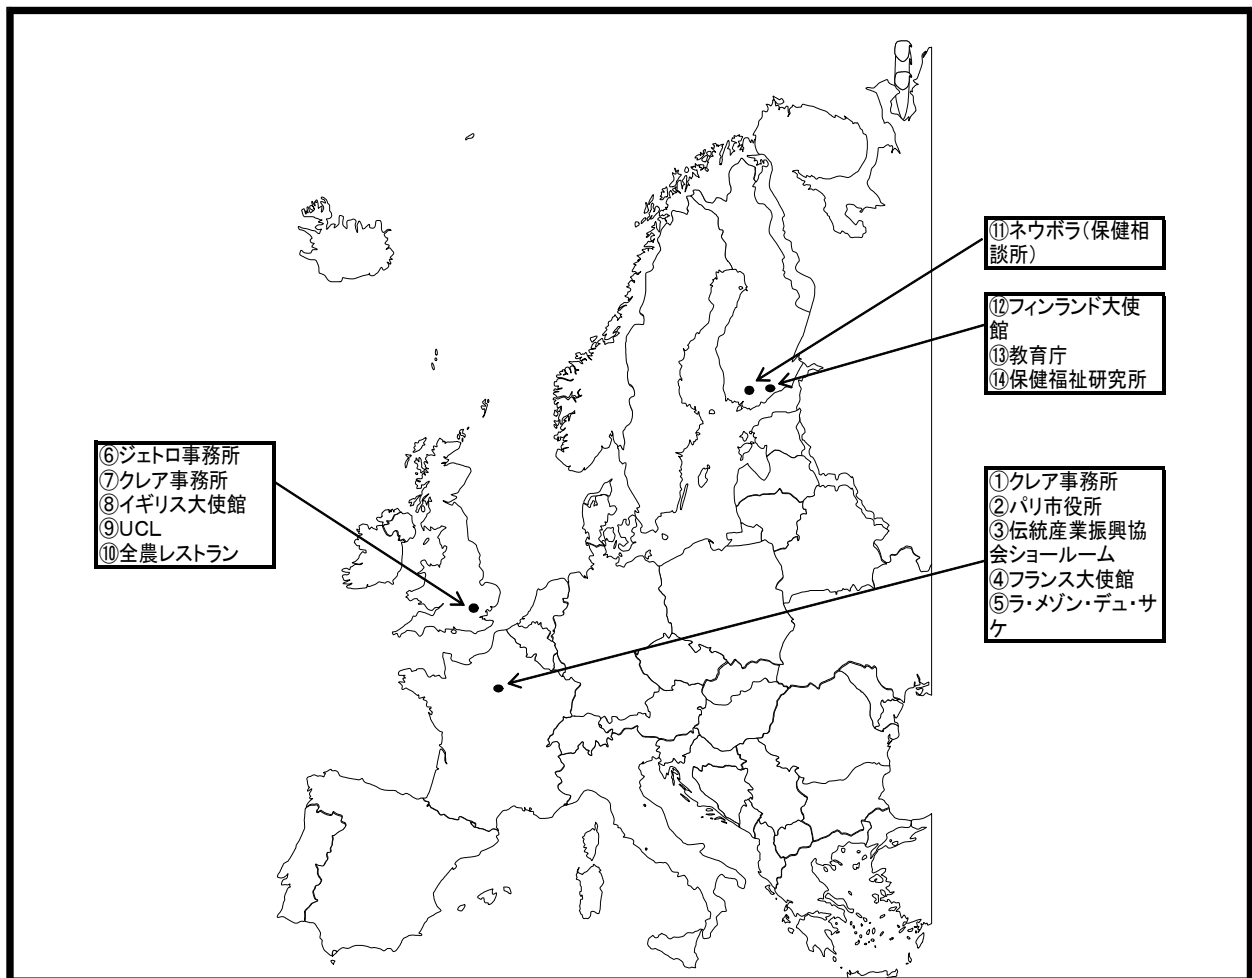 ⑪ネウボラ(保健相
談所)
⑫フィンランド大使
館
⑬教育庁
⑭保健福祉研究所
⑥ジェトロ事務所
⑦クレア事務所
⑧イギリス大使館
⑨UCL
⑩全農レストラン
①クレア事務所
②パリ市役所
③伝統産業振興協
会ショールーム
④フランス大使館
⑤ラ・メゾン・デュ・サ
ケ